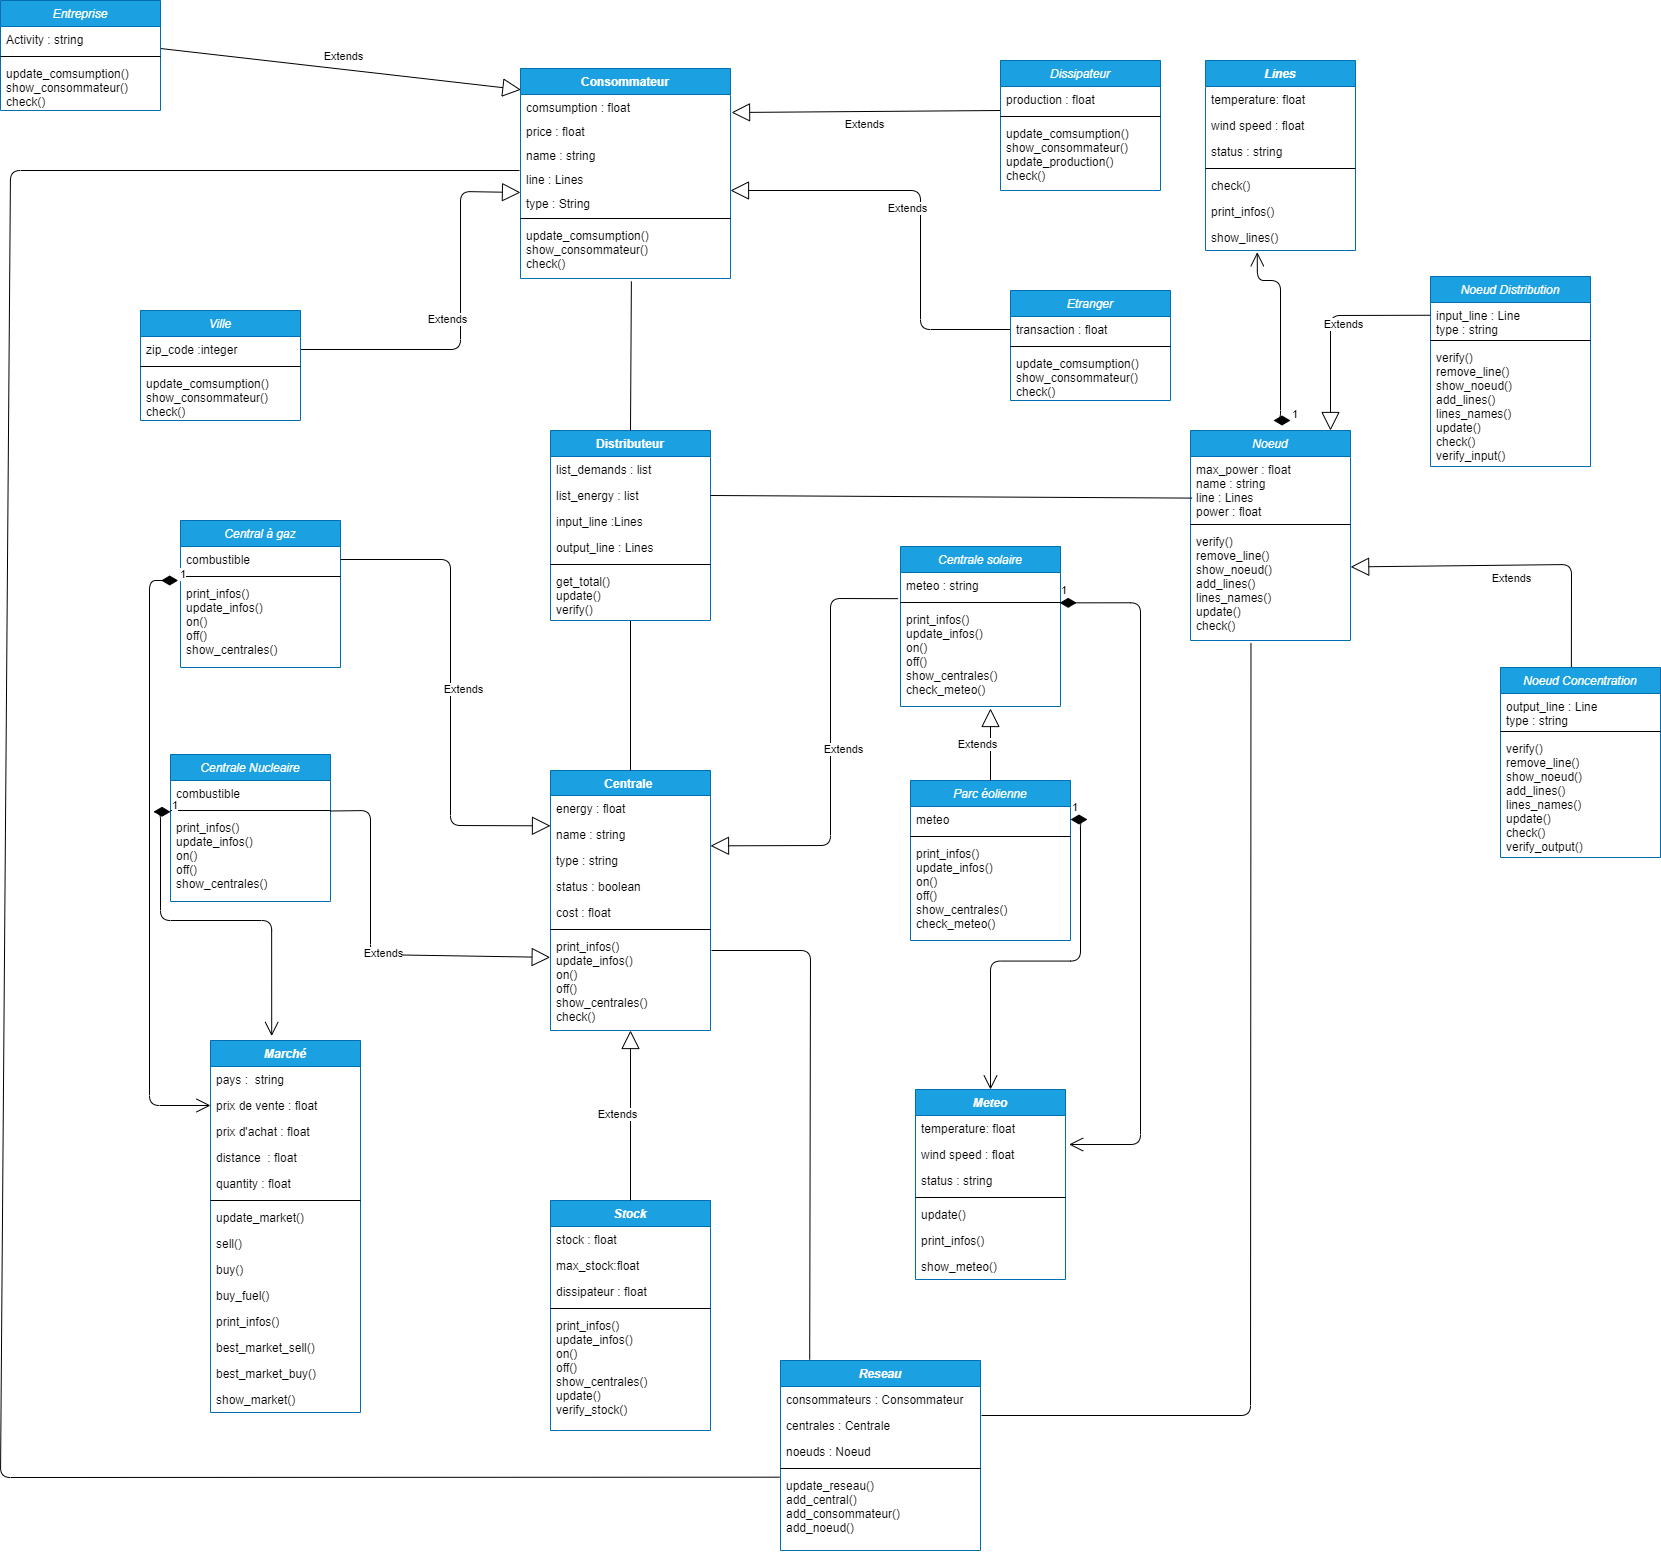 Entreprise
Activity : string
update_comsumption()
show_consommateur()
check()
Extends
Consommateur
comsumption : float
price : float
name : string
line : Lines
type : String
update_comsumption()
show_consommateur()
check()
Dissipateur
production : float
update_comsumption()
show_consommateur()
update_production()
check()
Extends
Lines
temperature: float
wind speed : float
status : string
check()
print_infos()
show_lines()
Extends
Etranger
transaction : float
update_comsumption()
show_consommateur()
check()
Ville
zip_code :integer
update_comsumption()
show_consommateur()
check()
Extends
Noeud Distribution
input_line : Line
type : string
verify()
remove_line()
show_noeud()
add_lines()
lines_names()
update()
check()
verify_input()
Extends
1
Distributeur
list_demands : list
list_energy : list
input_line :Lines
output_line : Lines
get_total()
update()
verify()
Noeud
max_power : float
name : string
line : Lines
power : float
verify()
remove_line()
show_noeud()
add_lines()
lines_names()
update()
check()
Extends
Central à gaz
combustible
1
print_infos()
update_infos()
on()
off()
show_centrales()
Extends
Centrale solaire
meteo : string
1
print_infos()
update_infos()
on()
off()
show_centrales()
check_meteo()
Extends
Extends
Noeud Concentration
output_line : Line
type : string
verify()
remove_line()
show_noeud()
add_lines()
lines_names()
update()
check()
verify_output()
Centrale Nucleaire
combustible
1
print_infos()
update_infos()
on()
off()
show_centrales()
Extends
Centrale
energy : float
name : string
type : string
status : boolean
cost : float
print_infos()
update_infos()
on()
off()
show_centrales()
check()
Parc éolienne
1
meteo
print_infos()
update_infos()
on()
off()
show_centrales()
check_meteo()
Marché
pays :  string
prix de vente : float
prix d'achat : float
distance  : float
quantity : float
update_market()
sell()
buy()
buy_fuel()
print_infos()
best_market_sell()
best_market_buy()
show_market()
Extends
Stock
stock : float
max_stock:float
dissipateur : float
print_infos()
update_infos()
on()
off()
show_centrales()
update()
verify_stock()
Meteo
temperature: float
wind speed : float
status : string
update()
print_infos()
show_meteo()
Reseau
consommateurs : Consommateur
centrales : Centrale
noeuds : Noeud
update_reseau()
add_central()
add_consommateur()
add_noeud()